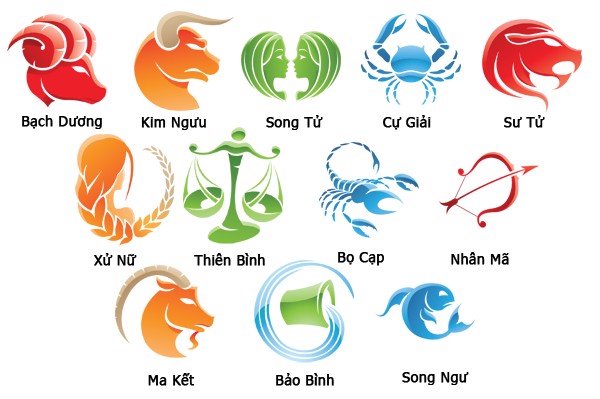 Bạch Dương
Kim Ngưu
Song Tử
Cự Giải
Sư Tử
Xử Nữ
Thiên Bình
Bọ Cạp
Nhân Mã
Ma Kết
Bảo Bình
Song Ngư